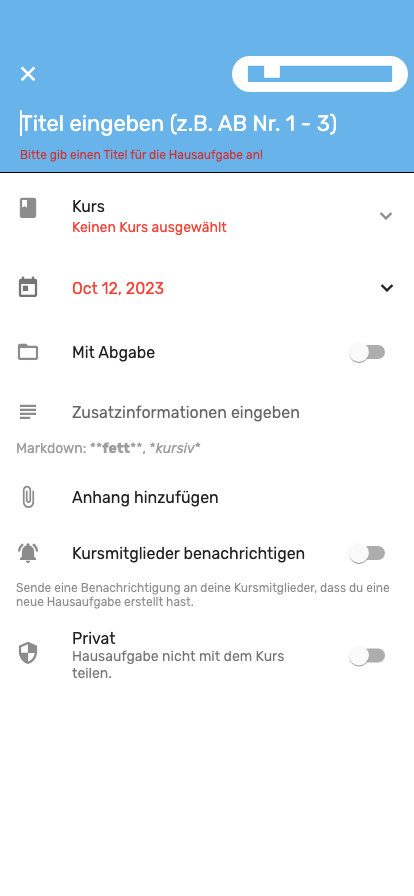 Titel eingeben (z.B. AB Nr. 1 - 3)
Bitte gib einen Titel für die Hausaufgabe an!
Kurs
Keinen Kurs ausgewählt
Oct 12, 2023
Mit Abgabe
Zusatzinformationen eingeben
Markdown: **fett**, *kursiv*
Anhang hinzufügen
Kursmitglieder benachrichtigen
Sende eine Benachrichtigung an deine Kursmitglieder, dass du eine
neue Hausaufgabe erstellt hast.
Privat
Hausaufgabe nicht mit dem Kurs
teilen.